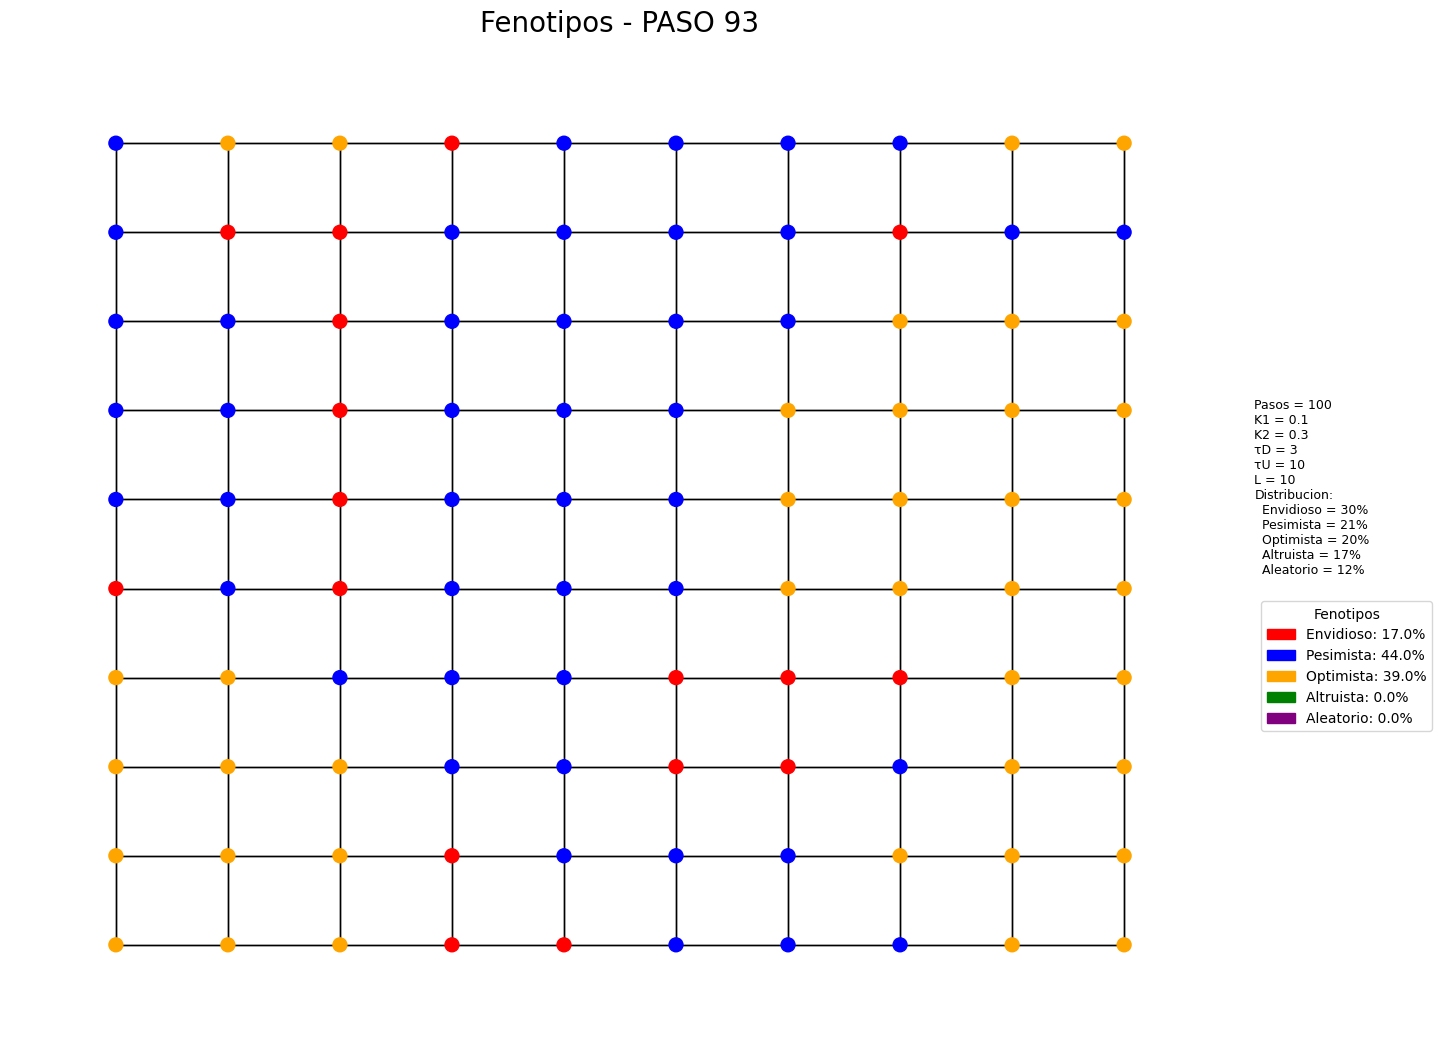 Fenotipos - PASO 93
Pasos = 100
K1 = 0.1
K2 = 0.3
τD = 3
τU = 10
L = 10
Distribucion:
Envidioso = 30%
Pesimista = 21%
Optimista = 20%
Altruista = 17%
Aleatorio = 12%
Fenotipos
Envidioso: 17.0%
Pesimista: 44.0%
Optimista: 39.0%
Altruista: 0.0%
Aleatorio: 0.0%